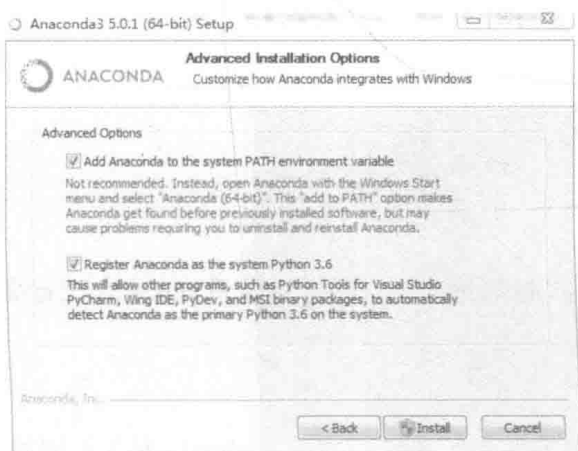 Anaconda3 5.0.1 (64-bit) Setup
ANACONDA
Advanced Installation Options
Customize how Anaconda integrates with Windows
Advanced Options
Add Anaconda to the system PATH environment variable
Not recommended. Instead, open Anaconda with the Windows Start
menu and select "Anaconda (64-bit)". This "add to PATH" option makes
Anaconda get found before previously installed software, but may
cause problems requiring you to uninstall and reinstall Anaconda.
Register Anaconda as the system Python 3.6
This will allow other programs, such as Python Tools for Visual Studio
PyCharm, Wing IDE, PyDev, and MSI binary packages, to automatically
detect Anaconda as the primary Python 3.6 on the system.
Anaconda, Inc.
< Back
Install
Cancel